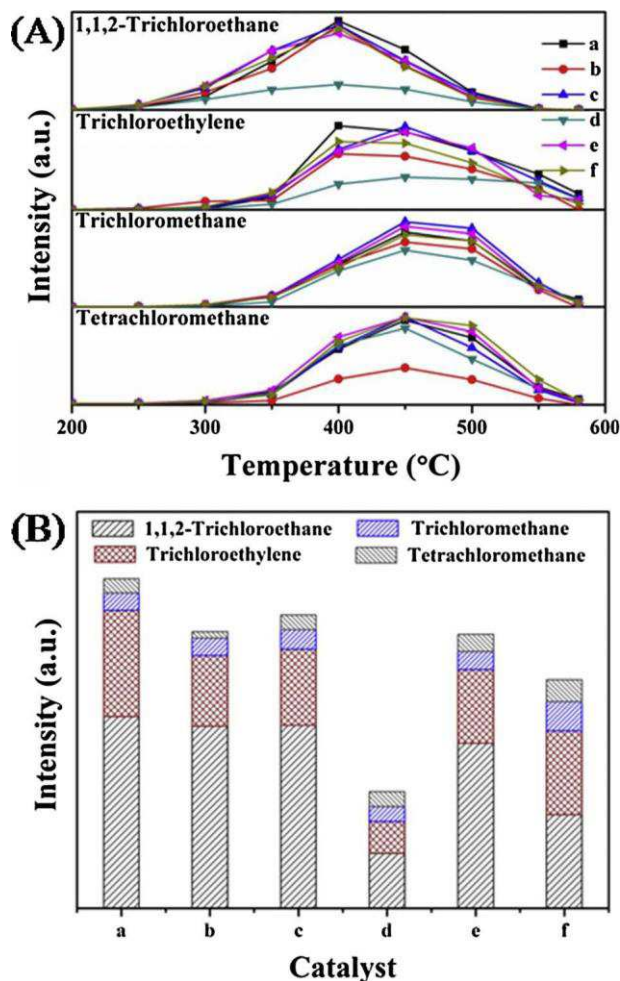 (A)
1,1,2-Trichloroethane
a
b
c
Trichloroethylene
d
e
f
Trichloromethane
Tetrachloromethane
Intensity (a.u.)
200 300 400 500 600
Temperature (°C)
(B)
1,1,2-Trichloroethane Trichloromethane
Trichloroethylene Tetrachloromethane
Intensity (a.u.)
a b c d e f
Catalyst